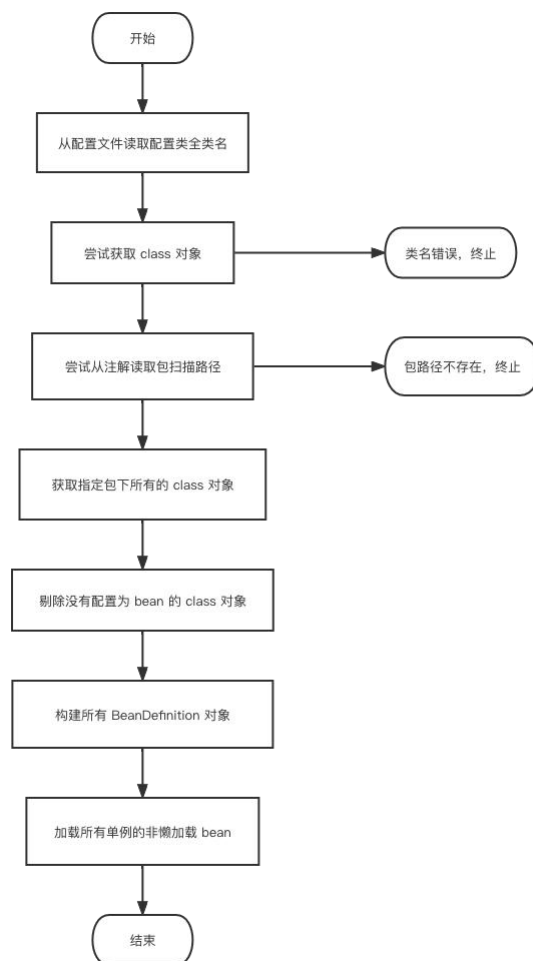 开始
从配置文件读取配置类全类名
尝试获取 class 对象
类名错误，终止
尝试从注解读取包扫描路径
包路径不存在，终止
获取指定包下所有的 class 对象
剔除没有配置为 bean 的 class 对象
构建所有 BeanDefinition 对象
加载所有单例的非懒加载 bean
结束